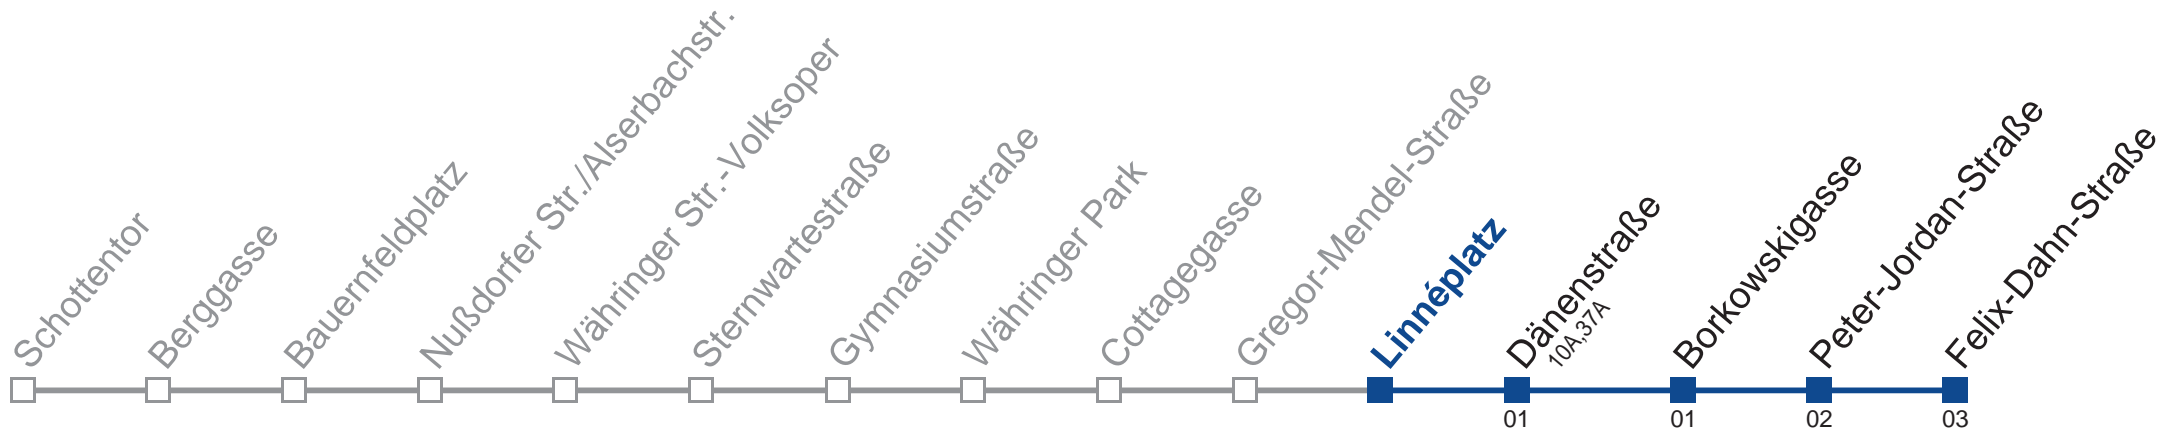 Schottentor
Berggasse
Bauernfeldplatz
Nußdorfer Str./Alserbachstr.
Währinger Str.-Volksoper
Sternwartestraße
Gymnasiumstraße
Währinger Park
Cottagegasse
Gregor-Mendel-Straße
Linnéplatz
Dänenstraße
10A,37A
Borkowskigasse
Peter-Jordan-Straße
Felix-Dahn-Straße
01
01
02
03